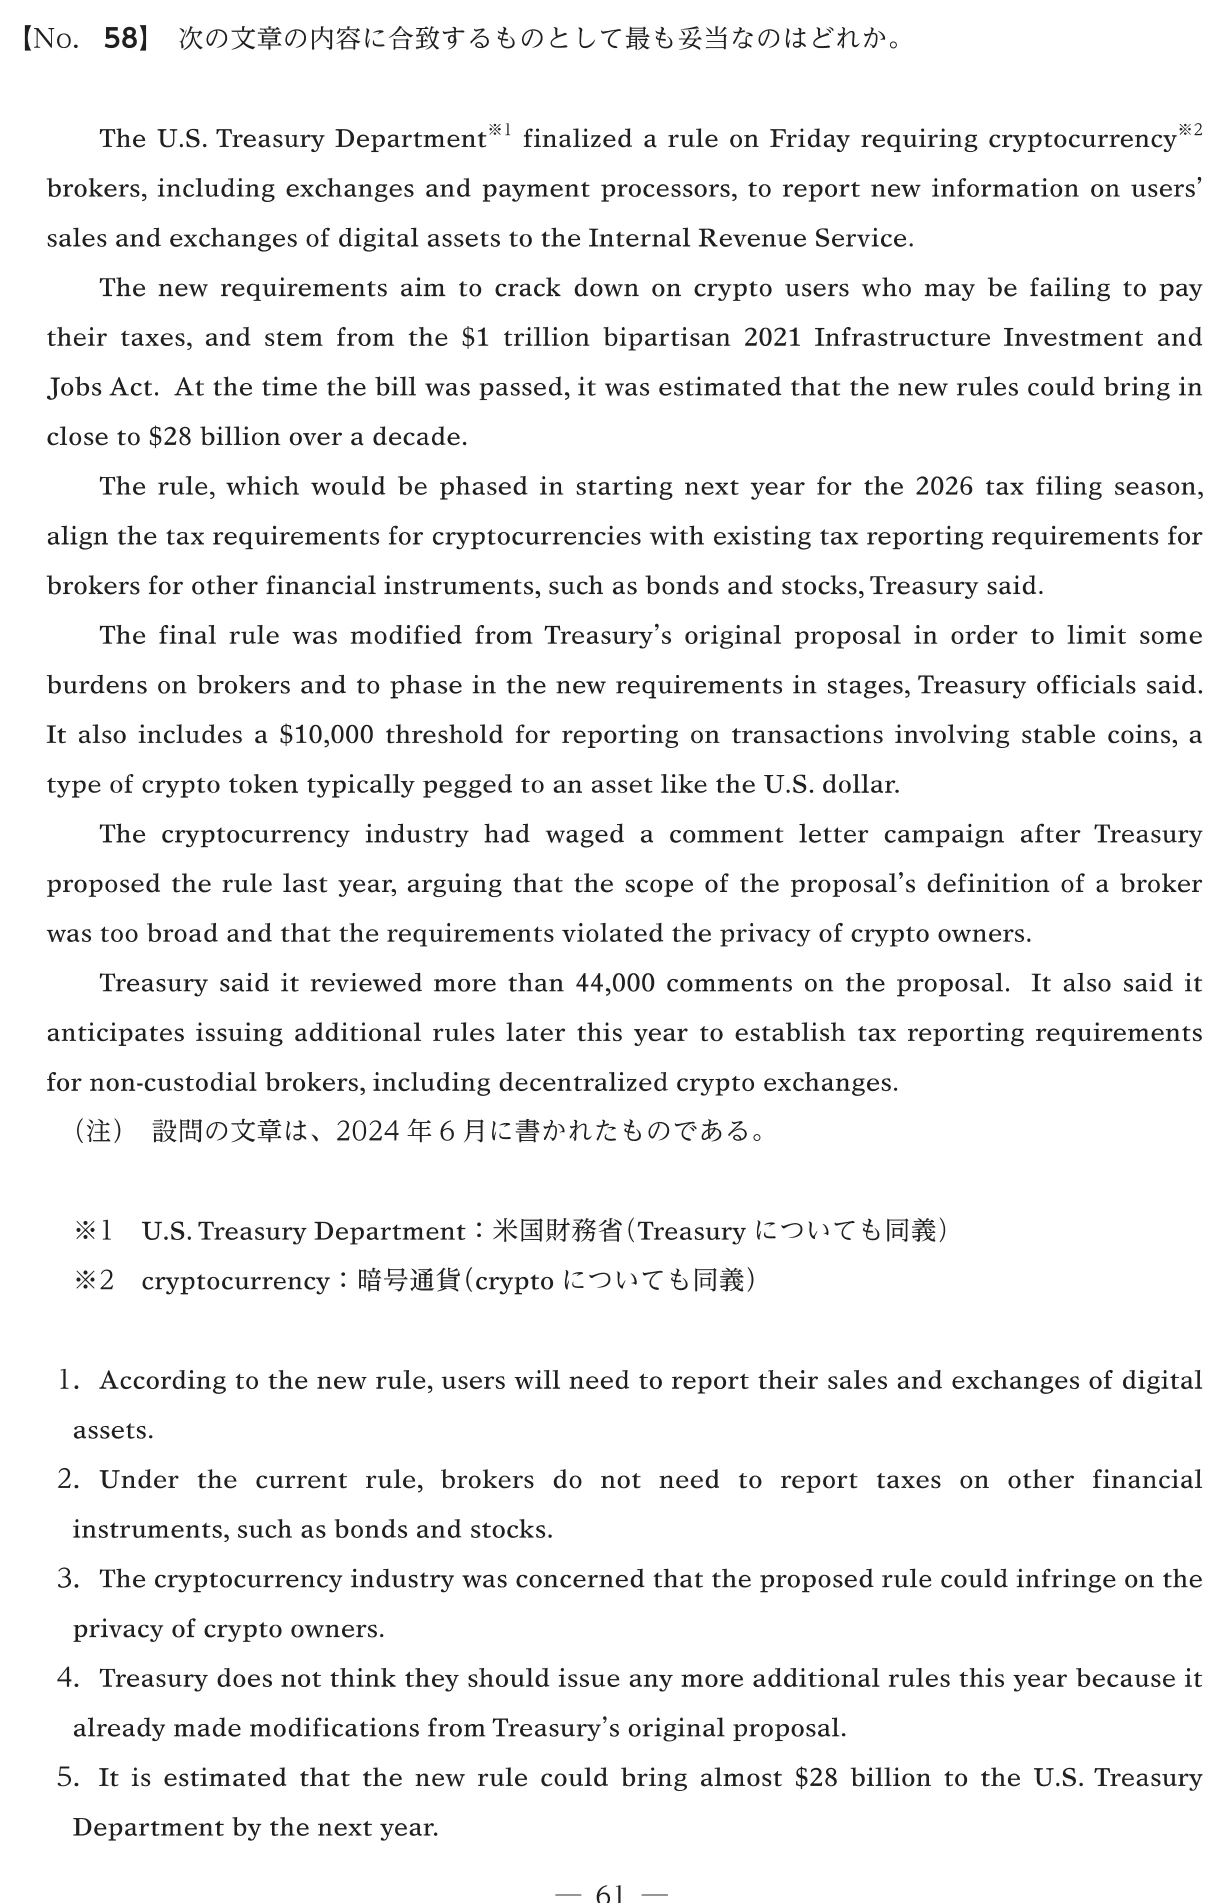 【No. 58】 次の文章の内容に合致するものとして最も妥当なのはどれか。
The U.S. Treasury Department※1 finalized a rule on Friday requiring cryptocurrency※2
brokers, including exchanges and payment processors, to report new information on users’
sales and exchanges of digital assets to the Internal Revenue Service.
The new requirements aim to crack down on crypto users who may be failing to pay
their taxes, and stem from the $1 trillion bipartisan 2021 Infrastructure Investment and
Jobs Act. At the time the bill was passed, it was estimated that the new rules could bring in
close to $28 billion over a decade.
The rule, which would be phased in starting next year for the 2026 tax filing season,
align the tax requirements for cryptocurrencies with existing tax reporting requirements for
brokers for other financial instruments, such as bonds and stocks, Treasury said.
The final rule was modified from Treasury’s original proposal in order to limit some
burdens on brokers and to phase in the new requirements in stages, Treasury officials said.
It also includes a $10,000 threshold for reporting on transactions involving stable coins, a
type of crypto token typically pegged to an asset like the U.S. dollar.
The cryptocurrency industry had waged a comment letter campaign after Treasury
proposed the rule last year, arguing that the scope of the proposal’s definition of a broker
was too broad and that the requirements violated the privacy of crypto owners.
Treasury said it reviewed more than 44,000 comments on the proposal. It also said it
anticipates issuing additional rules later this year to establish tax reporting requirements
for non-custodial brokers, including decentralized crypto exchanges.
（注） 設問の文章は、2024年6月に書かれたものである。
※1 U.S. Treasury Department：米国財務省(Treasury についても同義)
※2 cryptocurrency：暗号通貨(crypto についても同義)
1. According to the new rule, users will need to report their sales and exchanges of digital
assets.
2. Under the current rule, brokers do not need to report taxes on other financial
instruments, such as bonds and stocks.
3. The cryptocurrency industry was concerned that the proposed rule could infringe on the
privacy of crypto owners.
4. Treasury does not think they should issue any more additional rules this year because it
already made modifications from Treasury’s original proposal.
5. It is estimated that the new rule could bring almost $28 billion to the U.S. Treasury
Department by the next year.
— 61 —